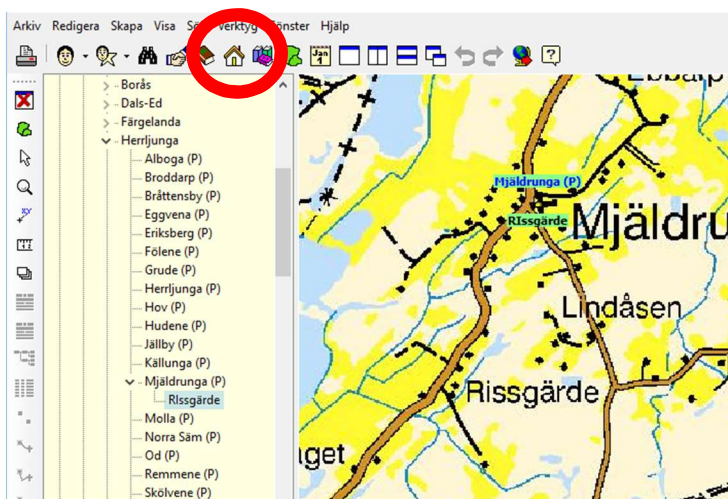 Arkiv Redigera Skapa Visa Verktyg Fönster Hjälp
Jan
1
Borås
Dals-Ed
Färgelanda
Herrljunga
Alboga (P)
Broddarp (P)
Bråttensby (P)
Eggvena (P)
Eriksberg (P)
Fölene (P)
Grude (P)
Herrljunga (P)
Hov (P)
Hudene (P)
Jällby (P)
Källunga (P)
Mjäldrunga (P)
RIssgärde
Molla (P)
Norra Säm (P)
Od (P)
Remmene (P)
Skölvene (P)
Mjäldrunga (P)
RIssgärde
Mjäldru
Lindåsen
Rissgärde
aget